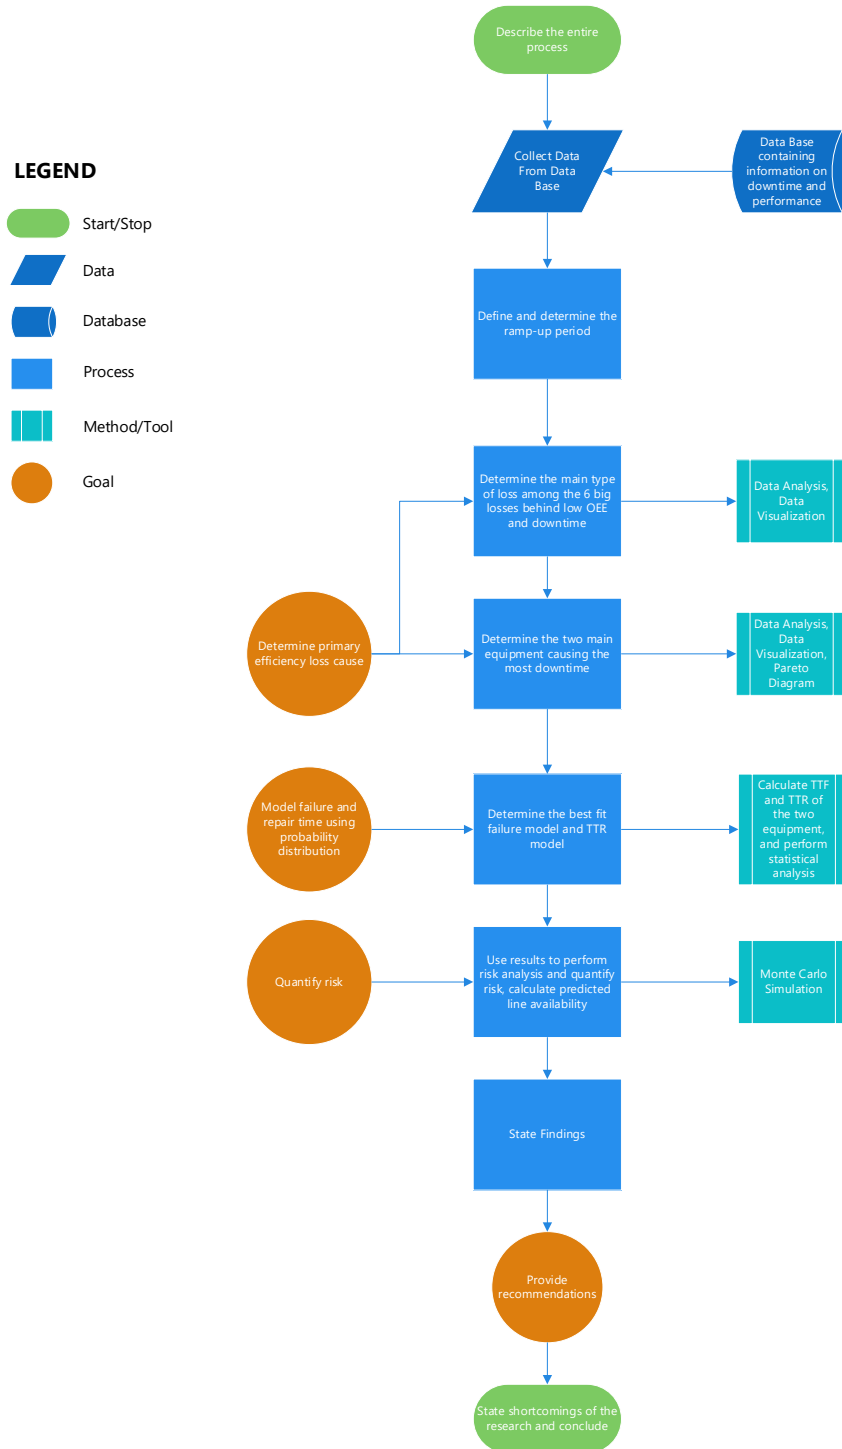 Describe the entire
process
Collect Data
From Data
Base
Data Base
containing
information on
downtime and
performance
LEGEND
Start/Stop
Data
Database
Process
Method/Tool
Goal
Define and determine the
ramp-up period
Determine the main type
of loss among the 6 big
losses behind low OEE
and downtime
Data Analysis,
Data
Visualization
Determine primary
efficiency loss cause
Determine the two main
equipment causing the
most downtime
Data Analysis,
Data
Visualization,
Pareto
Diagram
Model failure and
repair time using
probability
distribution
Determine the best fit
failure model and TTR
model
Calculate TTF
and TTR of
the two
equipment,
and perform
statistical
analysis
Quantify risk
Use results to perform
risk analysis and quantify
risk, calculate predicted
line availability
Monte Carlo
Simulation
State Findings
Provide
recommendations
State shortcomings of the
research and conclude